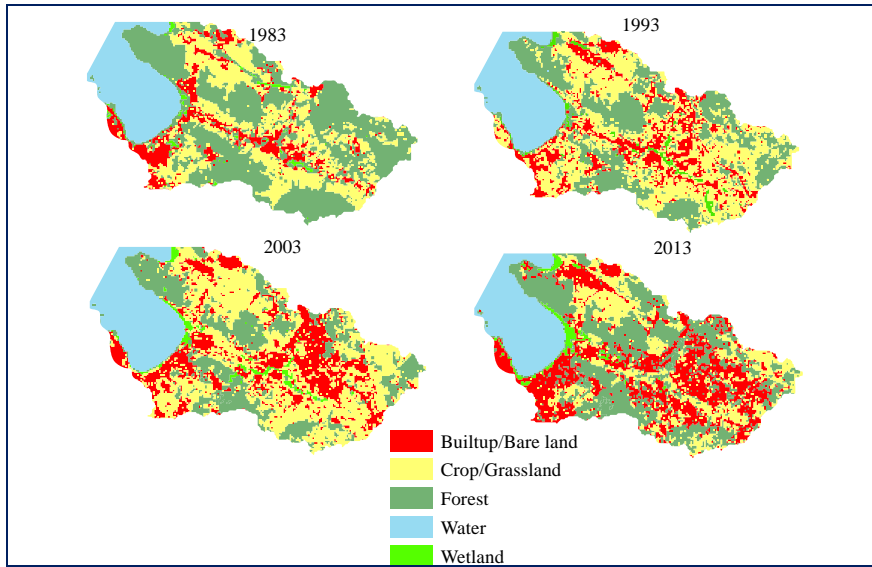 1983
1993
2003
2013
Builtup/Bare land
Crop/Grassland
Forest
Water
Wetland